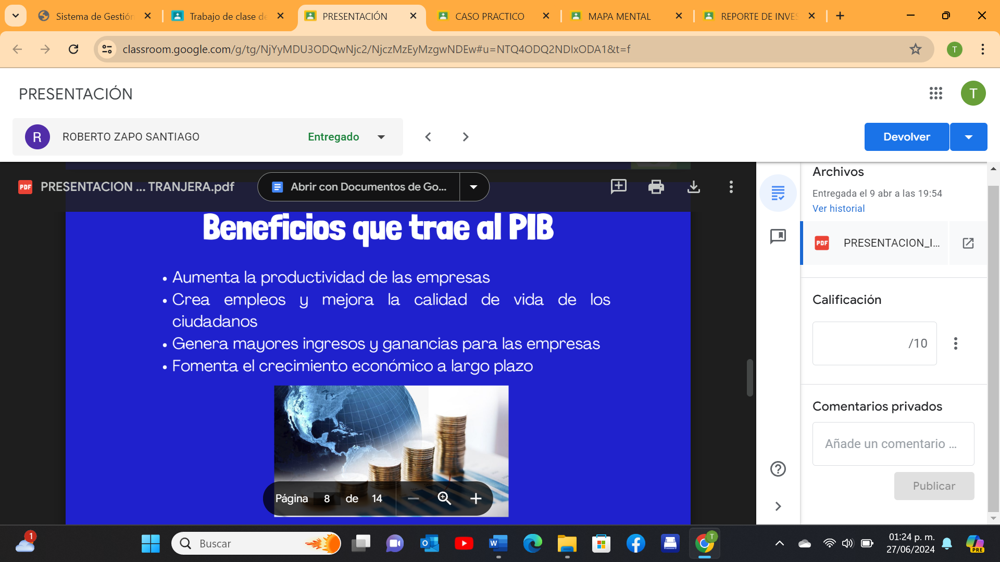 Sistema de Gestión
Trabajo de clase de
PRESENTACIÓN
CASO PRACTICO
MAPA MENTAL
REPORTE DE INVES
classroom.google.com/g/tg/NjYyMDU3ODQwNjc2/NjczMzEyMzgwNDEw#u=NTQ4ODQ2NDIxODA1&t=f
T
PRESENTACIÓN
T
R
ROBERTO ZAPO SANTIAGO
Entregado
Devolver
PDF
PRESENTACION ... TRANJERA.pdf
Abrir con Documentos de Go...
Beneficios que trae al PIB
• Aumenta la productividad de las empresas
• Crea empleos y mejora la calidad de vida de los
ciudadanos
• Genera mayores ingresos y ganancias para las empresas
• Fomenta el crecimiento económico a largo plazo
Página 8 de 14
Archivos
Entregada el 9 abr a las 19:54
Ver historial
PDF
PRESENTACION_I...
Calificación
/10
Comentarios privados
Añade un comentario ...
Publicar
1
Buscar
T
01:24 p. m.
27/06/2024
PRE